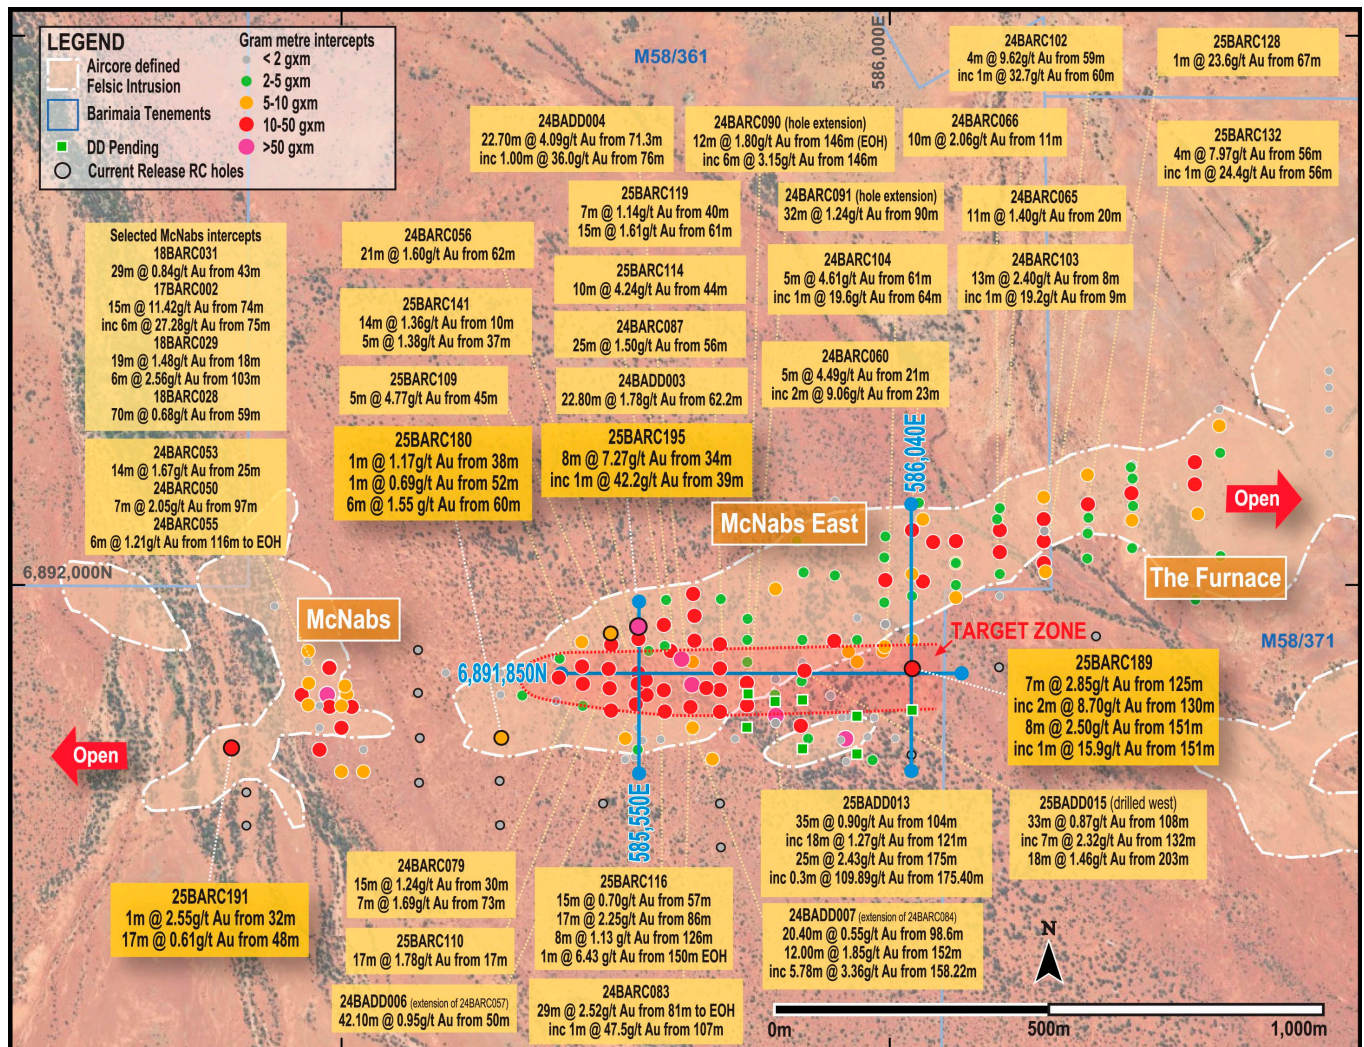 LEGEND
Aircore defined
Felsic Intrusion
Barimaia Tenements
DD Pending
Current Release RC holes
Gram metre intercepts
< 2 gxm
2-5 gxm
5-10 gxm
10-50 gxm
>50 gxm
M58/361
586,000E
24BARC102
4m @ 9.62g/t Au from 59m
inc 1m @ 32.7g/t Au from 60m
25BARC128
1m @ 23.6g/t Au from 67m
24BADD004
22.70m @ 4.09g/t Au from 71.3m
inc 1.00m @ 36.0g/t Au from 76m
24BARC090 (hole extension)
12m @ 1.80g/t Au from 146m (EOH)
inc 6m @ 3.15g/t Au from 146m
24BARC066
10m @ 2.06g/t Au from 11m
25BARC132
4m @ 7.97g/t Au from 56m
inc 1m @ 24.4g/t Au from 56m
25BARC119
7m @ 1.14g/t Au from 40m
15m @ 1.61g/t Au from 61m
24BARC091 (hole extension)
32m @ 1.24g/t Au from 90m
24BARC065
11m @ 1.40g/t Au from 20m
Selected McNabs intercepts
18BARC031
29m @ 0.84g/t Au from 43m
17BARC002
15m @ 11.42g/t Au from 74m
inc 6m @ 27.28g/t Au from 75m
18BARC029
19m @ 1.48g/t Au from 18m
6m @ 2.56g/t Au from 103m
18BARC028
70m @ 0.68g/t Au from 59m
24BARC056
21m @ 1.60g/t Au from 62m
25BARC114
10m @ 4.24g/t Au from 44m
24BARC104
5m @ 4.61g/t Au from 61m
inc 1m @ 19.6g/t Au from 64m
24BARC103
13m @ 2.40g/t Au from 8m
inc 1m @ 19.2g/t Au from 9m
25BARC141
14m @ 1.36g/t Au from 10m
5m @ 1.38g/t Au from 37m
24BARC087
25m @ 1.50g/t Au from 56m
24BARC060
5m @ 4.49g/t Au from 21m
inc 2m @ 9.06g/t Au from 23m
25BARC109
5m @ 4.77g/t Au from 45m
24BADD003
22.80m @ 1.78g/t Au from 62.2m
24BARC053
14m @ 1.67g/t Au from 25m
24BARC050
7m @ 2.05g/t Au from 97m
24BARC055
6m @ 1.21g/t Au from 116m to EOH
25BARC180
1m @ 1.17g/t Au from 38m
1m @ 0.69g/t Au from 52m
6m @ 1.55 g/t Au from 60m
25BARC195
8m @ 7.27g/t Au from 34m
inc 1m @ 42.2g/t Au from 39m
586,040E
McNabs East
Open
6,892,000N
The Furnace
McNabs
TARGET ZONE
M58/371
6,891,850N
25BARC189
7m @ 2.85g/t Au from 125m
inc 2m @ 8.70g/t Au from 130m
8m @ 2.50g/t Au from 151m
inc 1m @ 15.9g/t Au from 151m
Open
585,550E
25BADD013
35m @ 0.90g/t Au from 104m
inc 18m @ 1.27g/t Au from 121m
25m @ 2.43g/t Au from 175m
inc 0.3m @ 109.89g/t Au from 175.40m
25BADD015 (drilled west)
33m @ 0.87g/t Au from 108m
inc 7m @ 2.32g/t Au from 132m
18m @ 1.46g/t Au from 203m
25BARC191
1m @ 2.55g/t Au from 32m
17m @ 0.61g/t Au from 48m
24BARC079
15m @ 1.24g/t Au from 30m
7m @ 1.69g/t Au from 73m
25BARC116
15m @ 0.70g/t Au from 57m
17m @ 2.25g/t Au from 86m
8m @ 1.13 g/t Au from 126m
1m @ 6.43 g/t Au from 150m EOH
24BADD007 (extension of 24BARC084)
20.40m @ 0.55g/t Au from 98.6m
12.00m @ 1.85g/t Au from 152m
inc 5.78m @ 3.36g/t Au from 158.22m
25BARC110
17m @ 1.78g/t Au from 17m
24BADD006 (extension of 24BARC057)
42.10m @ 0.95g/t Au from 50m
24BARC083
29m @ 2.52g/t Au from 81m to EOH
inc 1m @ 47.5g/t Au from 107m
N
0m
500m
1,000m